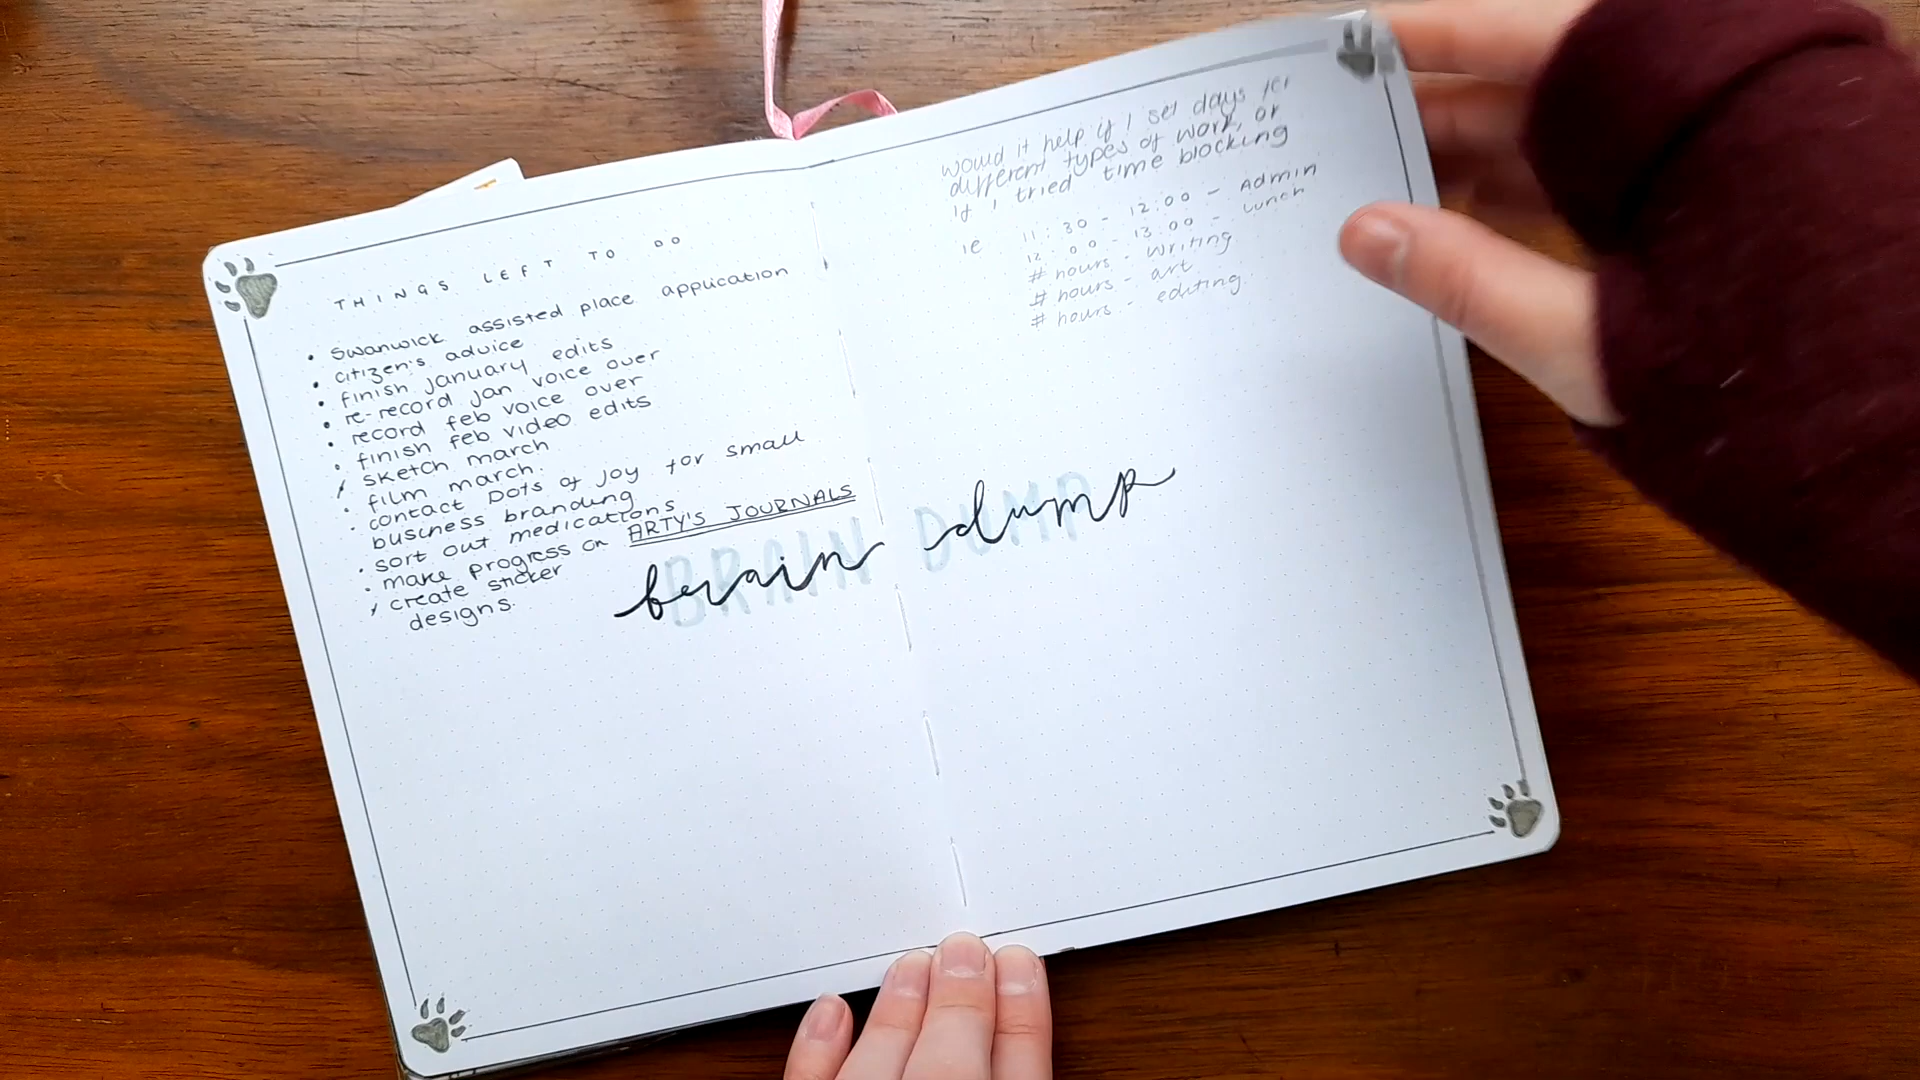 THINGS LEFT TO DO
• Swanwick assisted place application
• citizen's advice
• finish january edits
• re-record jan voice over
• record feb voice over
• finish feb video edits
/ sketch march
• film march.
• contact Dots of Joy for small
business branding
• sort out medications
• make progress on ARTY'S JOURNALS
/ create sticker
designs.
BRAIN DUMP
brain dump
would it help if I set days for
different types of work, or
if I tried time blocking
ie 11:30 - 12:00 - Admin
12:00 - 13:00 - Lunch
# hours - writing
# hours - art
# hours - editing.